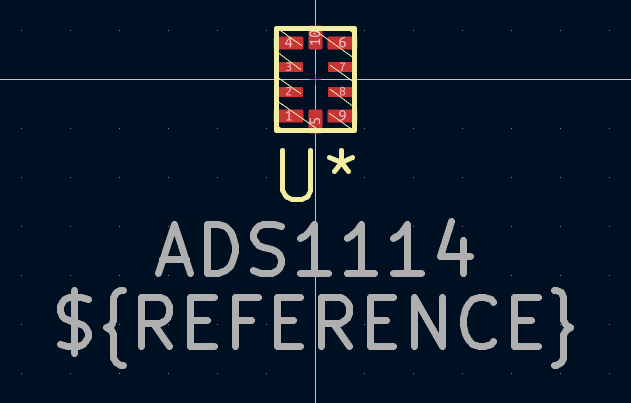 4 10 6
3 7
2 8
1 5 9
U*
ADS1114
${REFERENCE}